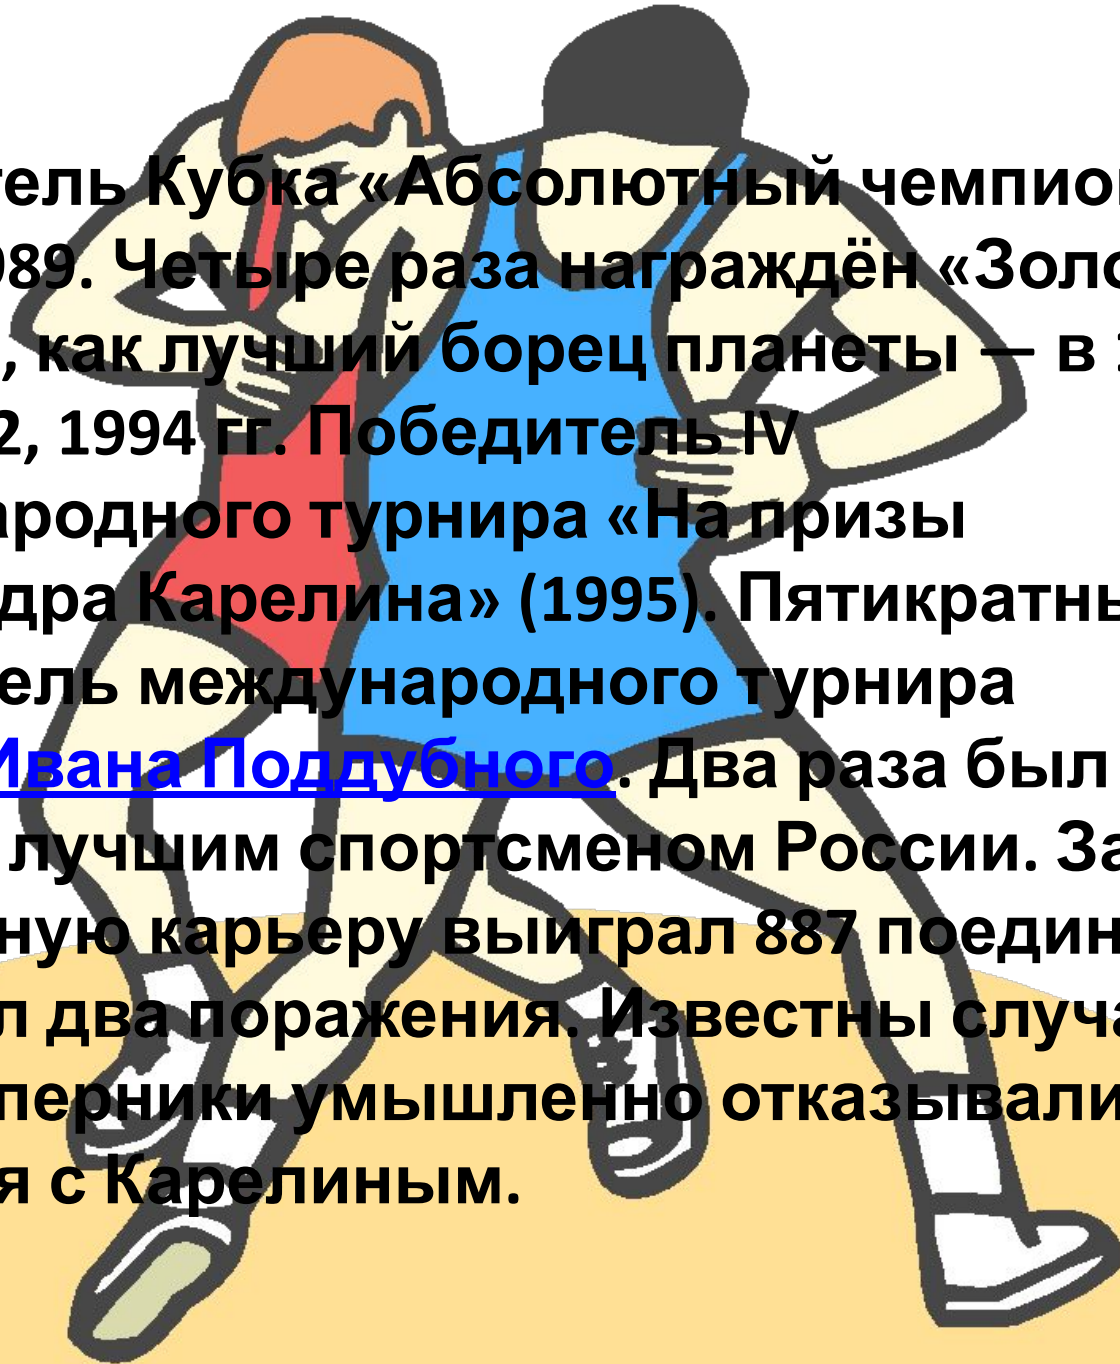 тель Кубка «Абсолютный чемпион
989. Четыре раза награждён «Золо
, как лучший борец планеты — в 1
2, 1994 гг. Победитель IV
ародного турнира «На призы
дра Карелина» (1995). Пятикратны
ель международного турнира
Ивана Поддубного. Два раза был
лучшим спортсменом России. За
ную карьеру выиграл 887 поедин
л два поражения. Известны случа
перники умышленно отказывали
я с Карелиным.